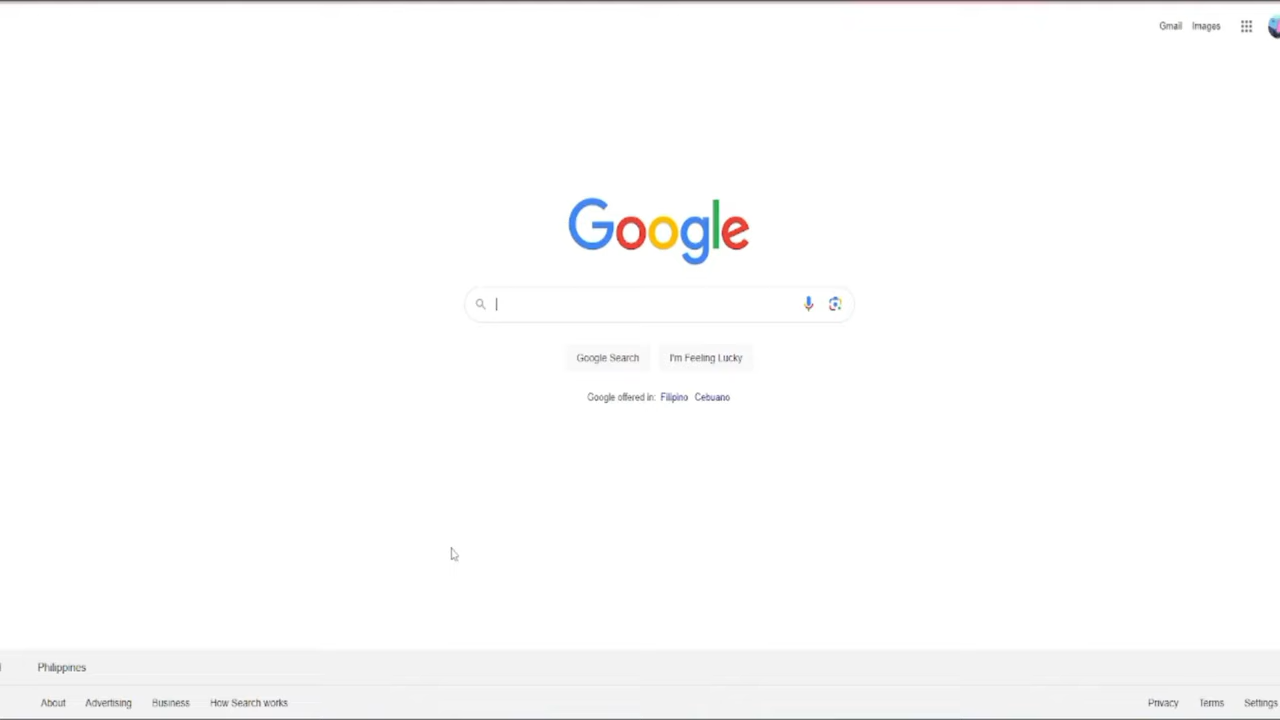 Gmail Images
Google
Google Search I'm Feeling Lucky
Google offered in: Filipino Cebuano
Philippines
About Advertising Business How Search works Privacy Terms Settings